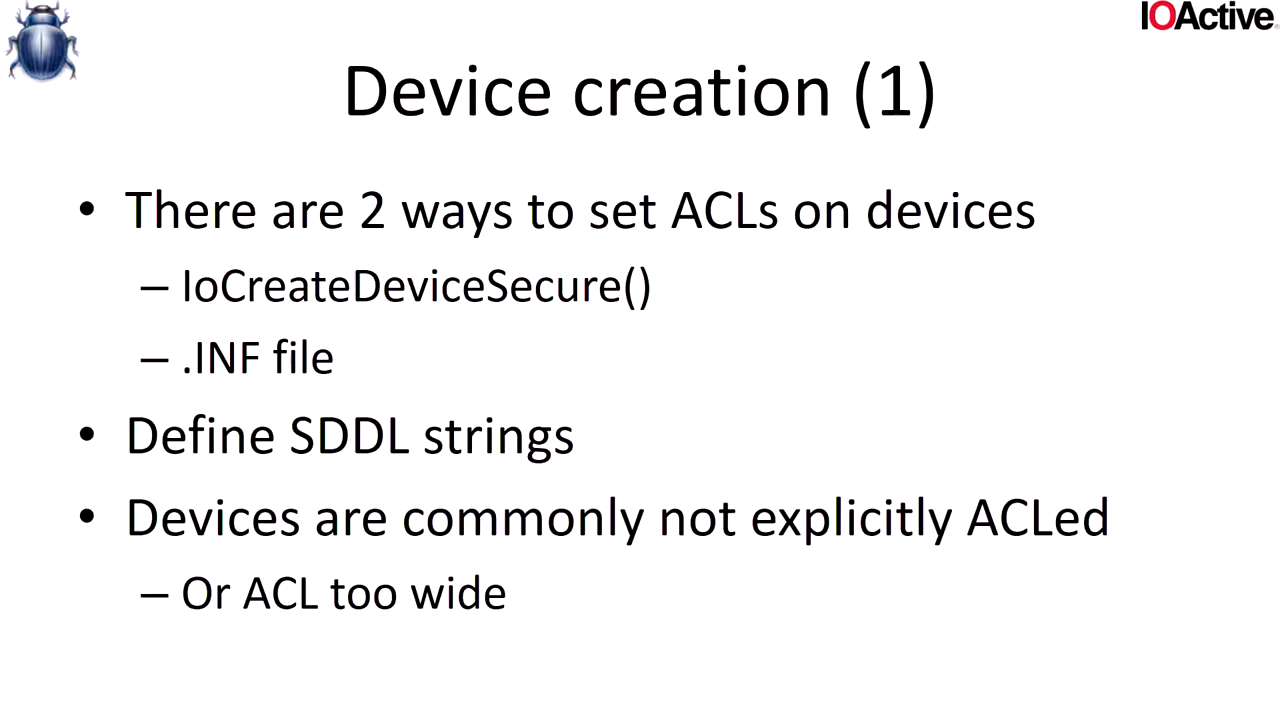 IOActive
Device creation (1)
• There are 2 ways to set ACLs on devices
– IoCreateDeviceSecure()
– .INF file
• Define SDDL strings
• Devices are commonly not explicitly ACLed
– Or ACL too wide